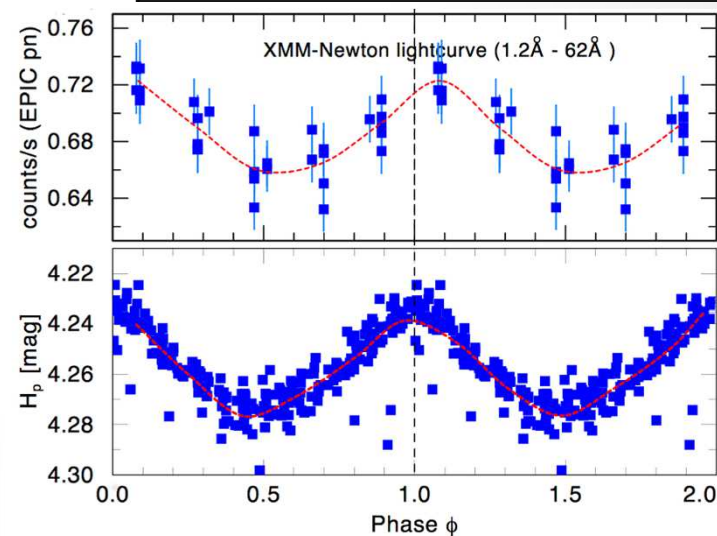 0.76
XMM-Newton lightcurve (1.2Å - 62Å )
0.72
0.68
0.64
counts/s (EPIC pn)
4.22
4.24
4.26
4.28
4.30
Hp [mag]
0.0 0.5 1.0 1.5 2.0
Phase ϕ